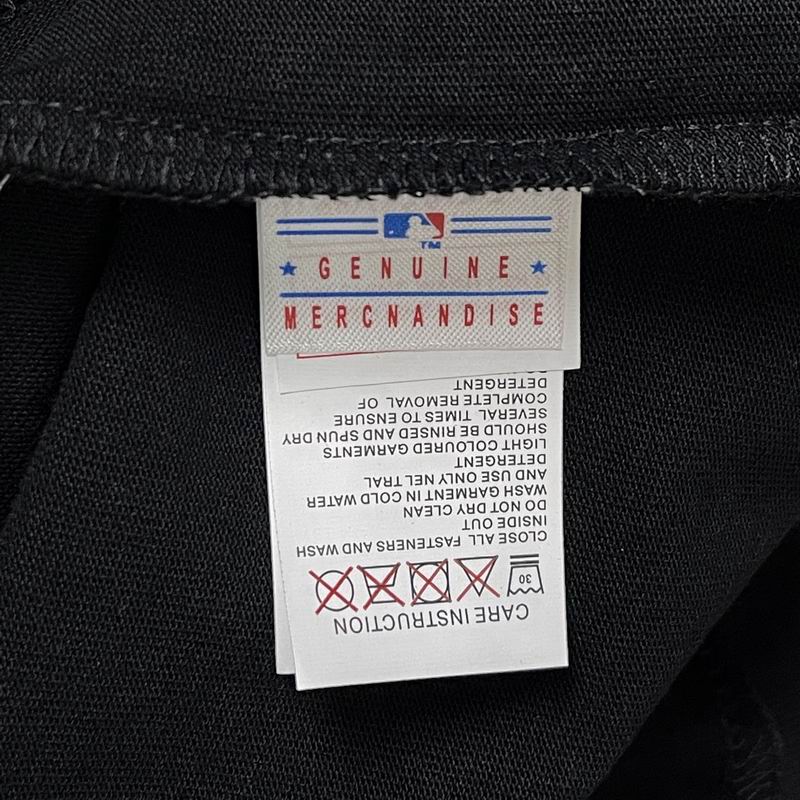 TM
GENUINE
MERCNANDISE
CARE INSTRUCTION
30
CLOSE ALL FASTENERS AND WASH
INSIDE OUT
DO NOT DRY CLEAN
WASH GARMENT IN COLD WATER
AND USE ONLY NEL TRAL
DETERGENT
LIGHT COLOURED GARMENTS
SHOULD BE RINSED AND SPUN DRY
SEVERAL TIMES TO ENSURE
COMPLETE REMOVAL OF
DETERGENT